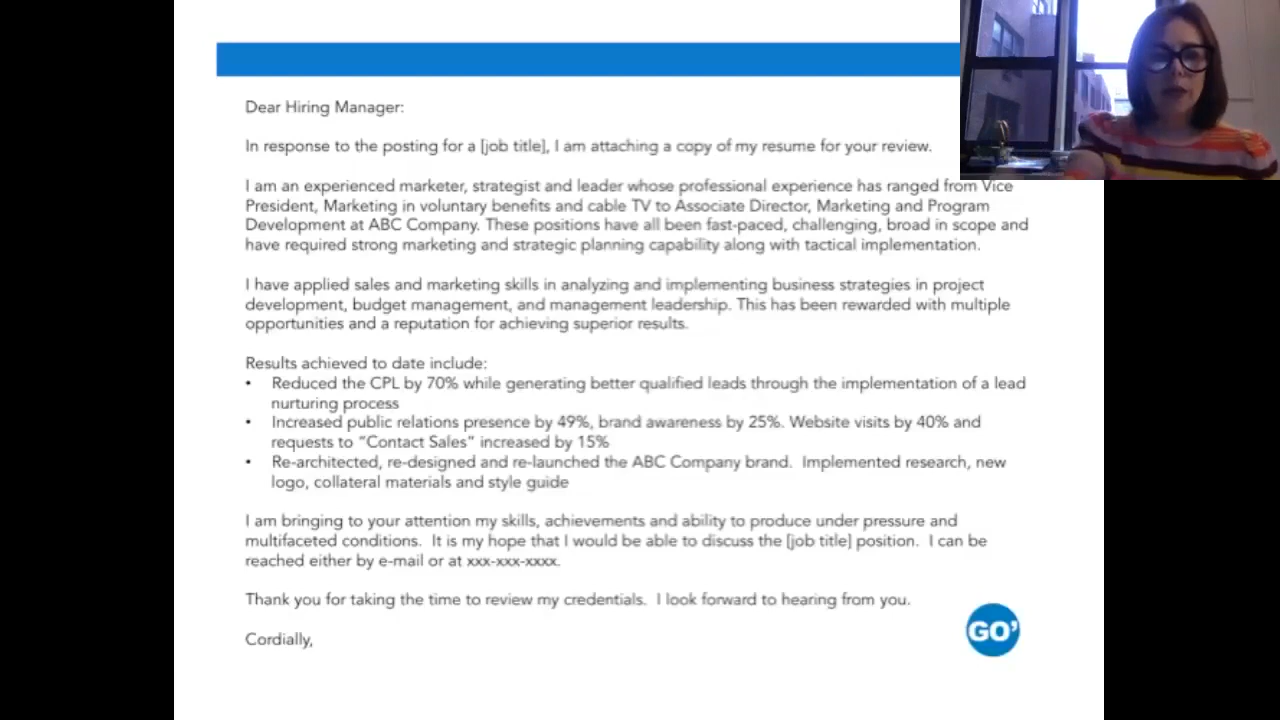 Dear Hiring Manager:
In response to the posting for a [job title], I am attaching a copy of my resume for your review.
I am an experienced marketer, strategist and leader whose professional experience has ranged from Vice
President, Marketing in voluntary benefits and cable TV to Associate Director, Marketing and Program
Development at ABC Company. These positions have all been fast-paced, challenging, broad in scope and
have required strong marketing and strategic planning capability along with tactical implementation.
I have applied sales and marketing skills in analyzing and implementing business strategies in project
development, budget management, and management leadership. This has been rewarded with multiple
opportunities and a reputation for achieving superior results.
Results achieved to date include:
• Reduced the CPL by 70% while generating better qualified leads through the implementation of a lead
nurturing process
• Increased public relations presence by 49%, brand awareness by 25%. Website visits by 40% and
requests to “Contact Sales” increased by 15%
• Re-architected, re-designed and re-launched the ABC Company brand.  Implemented research, new
logo, collateral materials and style guide
I am bringing to your attention my skills, achievements and ability to produce under pressure and
multifaceted conditions.  It is my hope that I would be able to discuss the [job title] position.  I can be
reached either by e-mail or at xxx-xxx-xxxx.
Thank you for taking the time to review my credentials.  I look forward to hearing from you.
Cordially,
GO’